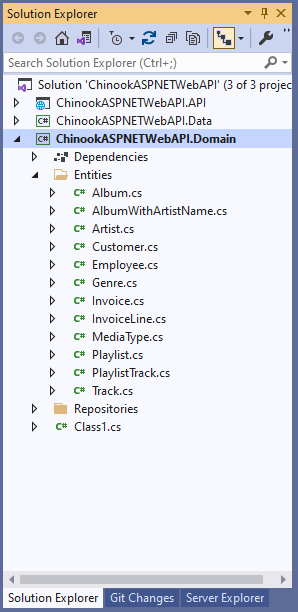 Solution Explorer
Search Solution Explorer (Ctrl+;)
Solution 'ChinookASPNETWebAPI' (3 of 3 projec
ChinookASPNETWebAPI.API
C# ChinookASPNETWebAPI.Data
C# ChinookASPNETWebAPI.Domain
Dependencies
Entities
C# Album.cs
C# AlbumWithArtistName.cs
C# Artist.cs
C# Customer.cs
C# Employee.cs
C# Genre.cs
C# Invoice.cs
C# InvoiceLine.cs
C# MediaType.cs
C# Playlist.cs
C# PlaylistTrack.cs
C# Track.cs
Repositories
C# Class1.cs
Solution Explorer Git Changes Server Explorer